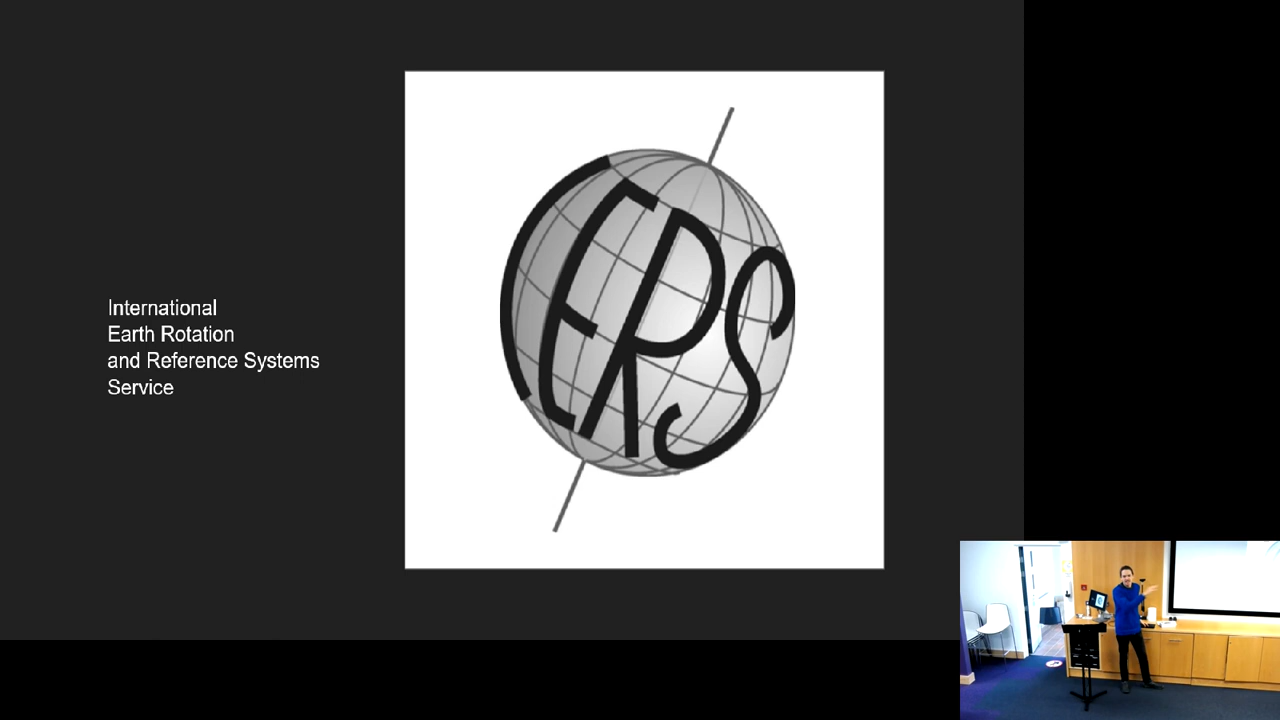 International
Earth Rotation
and Reference Systems
Service
IERS